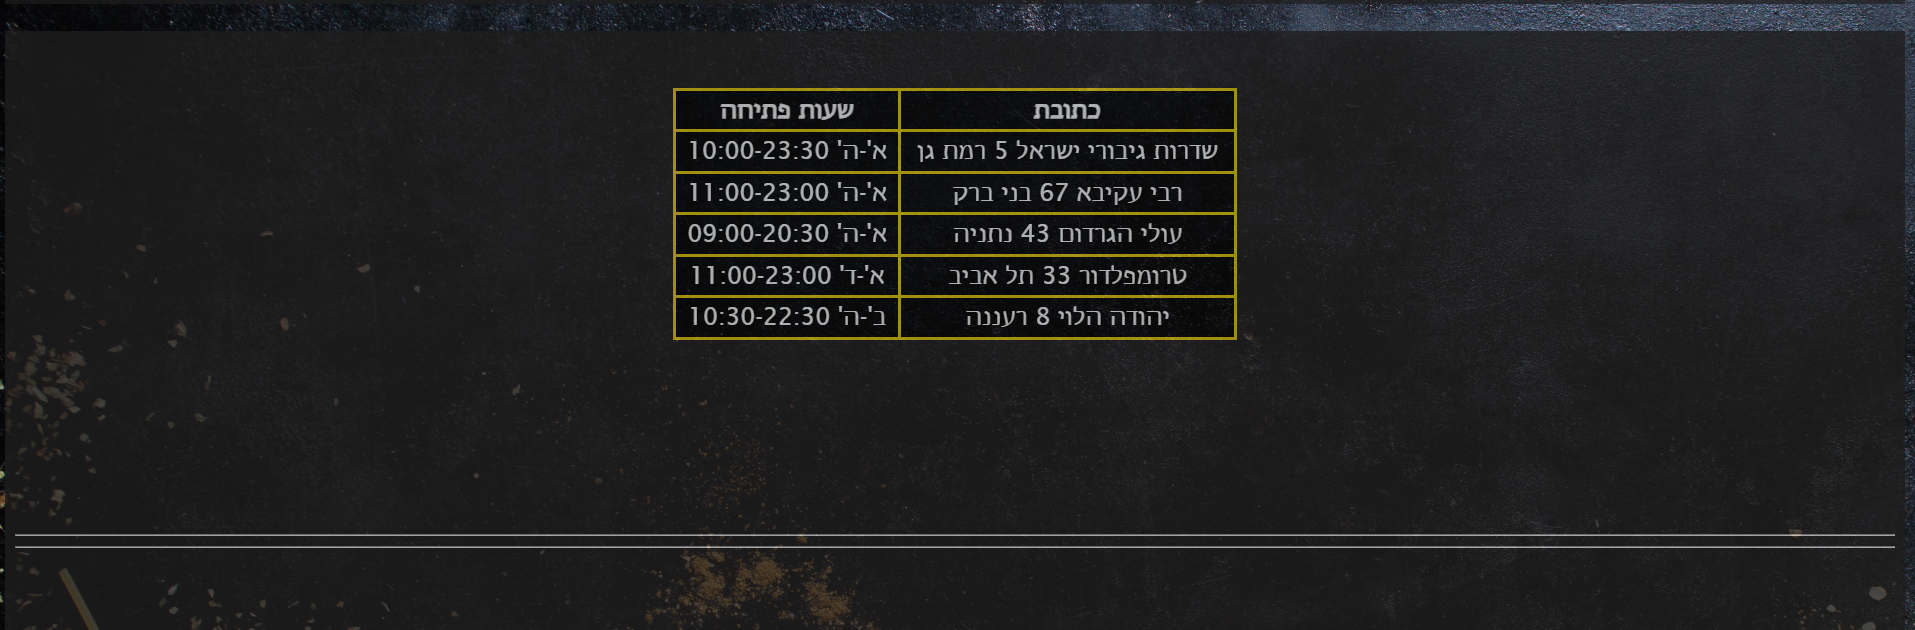 כתובת שעות פתיחה
שדרות גיבורי ישראל 5 רמת גן א'-ה' 10:00-23:30
רבי עקיבא 67 בני ברק א'-ה' 11:00-23:00
עולי הגרדום 43 נתניה א'-ה' 09:00-20:30
טרומפלדור 33 תל אביב א'-ד' 11:00-23:00
יהודה הלוי 8 רעננה ב'-ה' 10:30-22:30